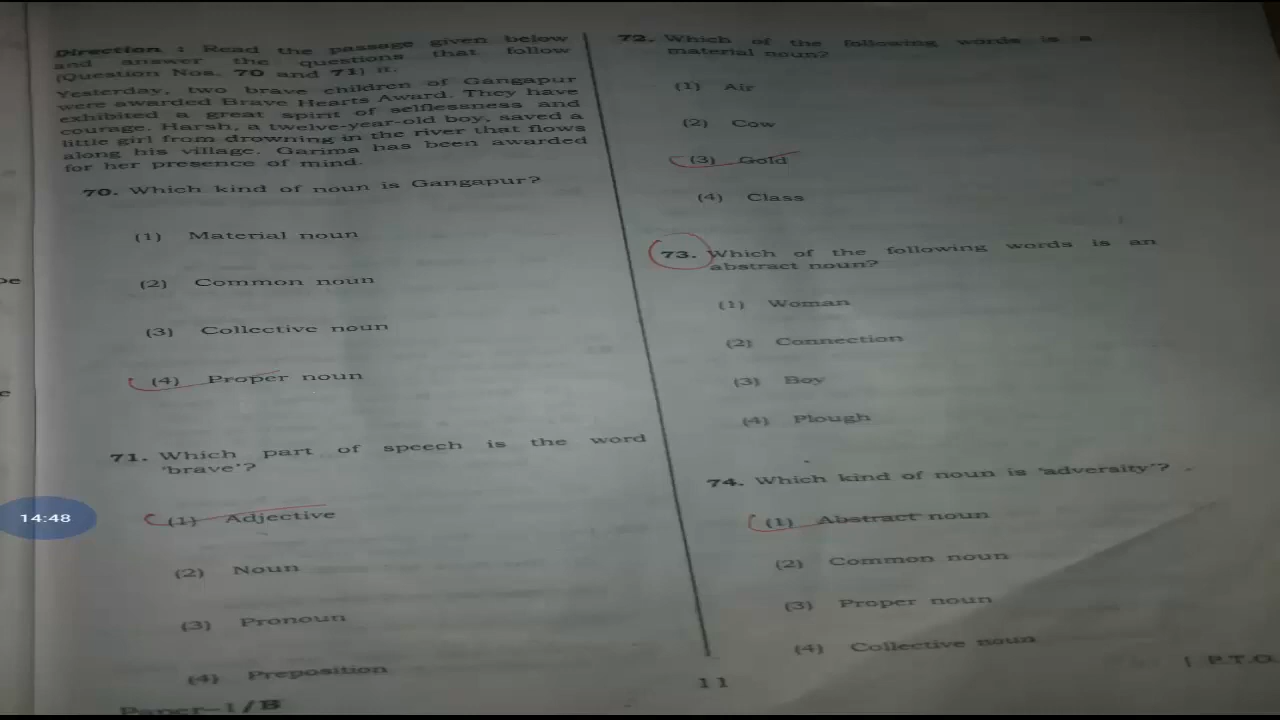 Direction : Read the passage given below
and answer the questions that follow
(Question Nos. 70 and 71) it.
Yesterday, two brave children of Gangapur
were awarded Brave Hearts Award. They have
exhibited a great spirit of selflessness and
courage. Harsh, a twelve-year-old boy, saved a
little girl from drowning in the river that flows
along his village. Garima has been awarded
for her presence of mind.
70. Which kind of noun is Gangapur?
(1) Material noun
(2) Common noun
(3) Collective noun
(4) Proper noun
71. Which part of speech is the word
'brave'?
(1) Adjective
(2) Noun
(3) Pronoun
(4) Preposition
Paper-1/B
72. Which of the following words is a
material noun?
(1) Air
(2) Cow
(3) Gold
(4) Class
73. Which of the following words is an
abstract noun?
(1) Woman
(2) Connection
(3) Boy
(4) Plough
74. Which kind of noun is 'adversity'?
(1) Abstract noun
(2) Common noun
(3) Proper noun
(4) Collective noun
11
[ P.T.O.
14:48